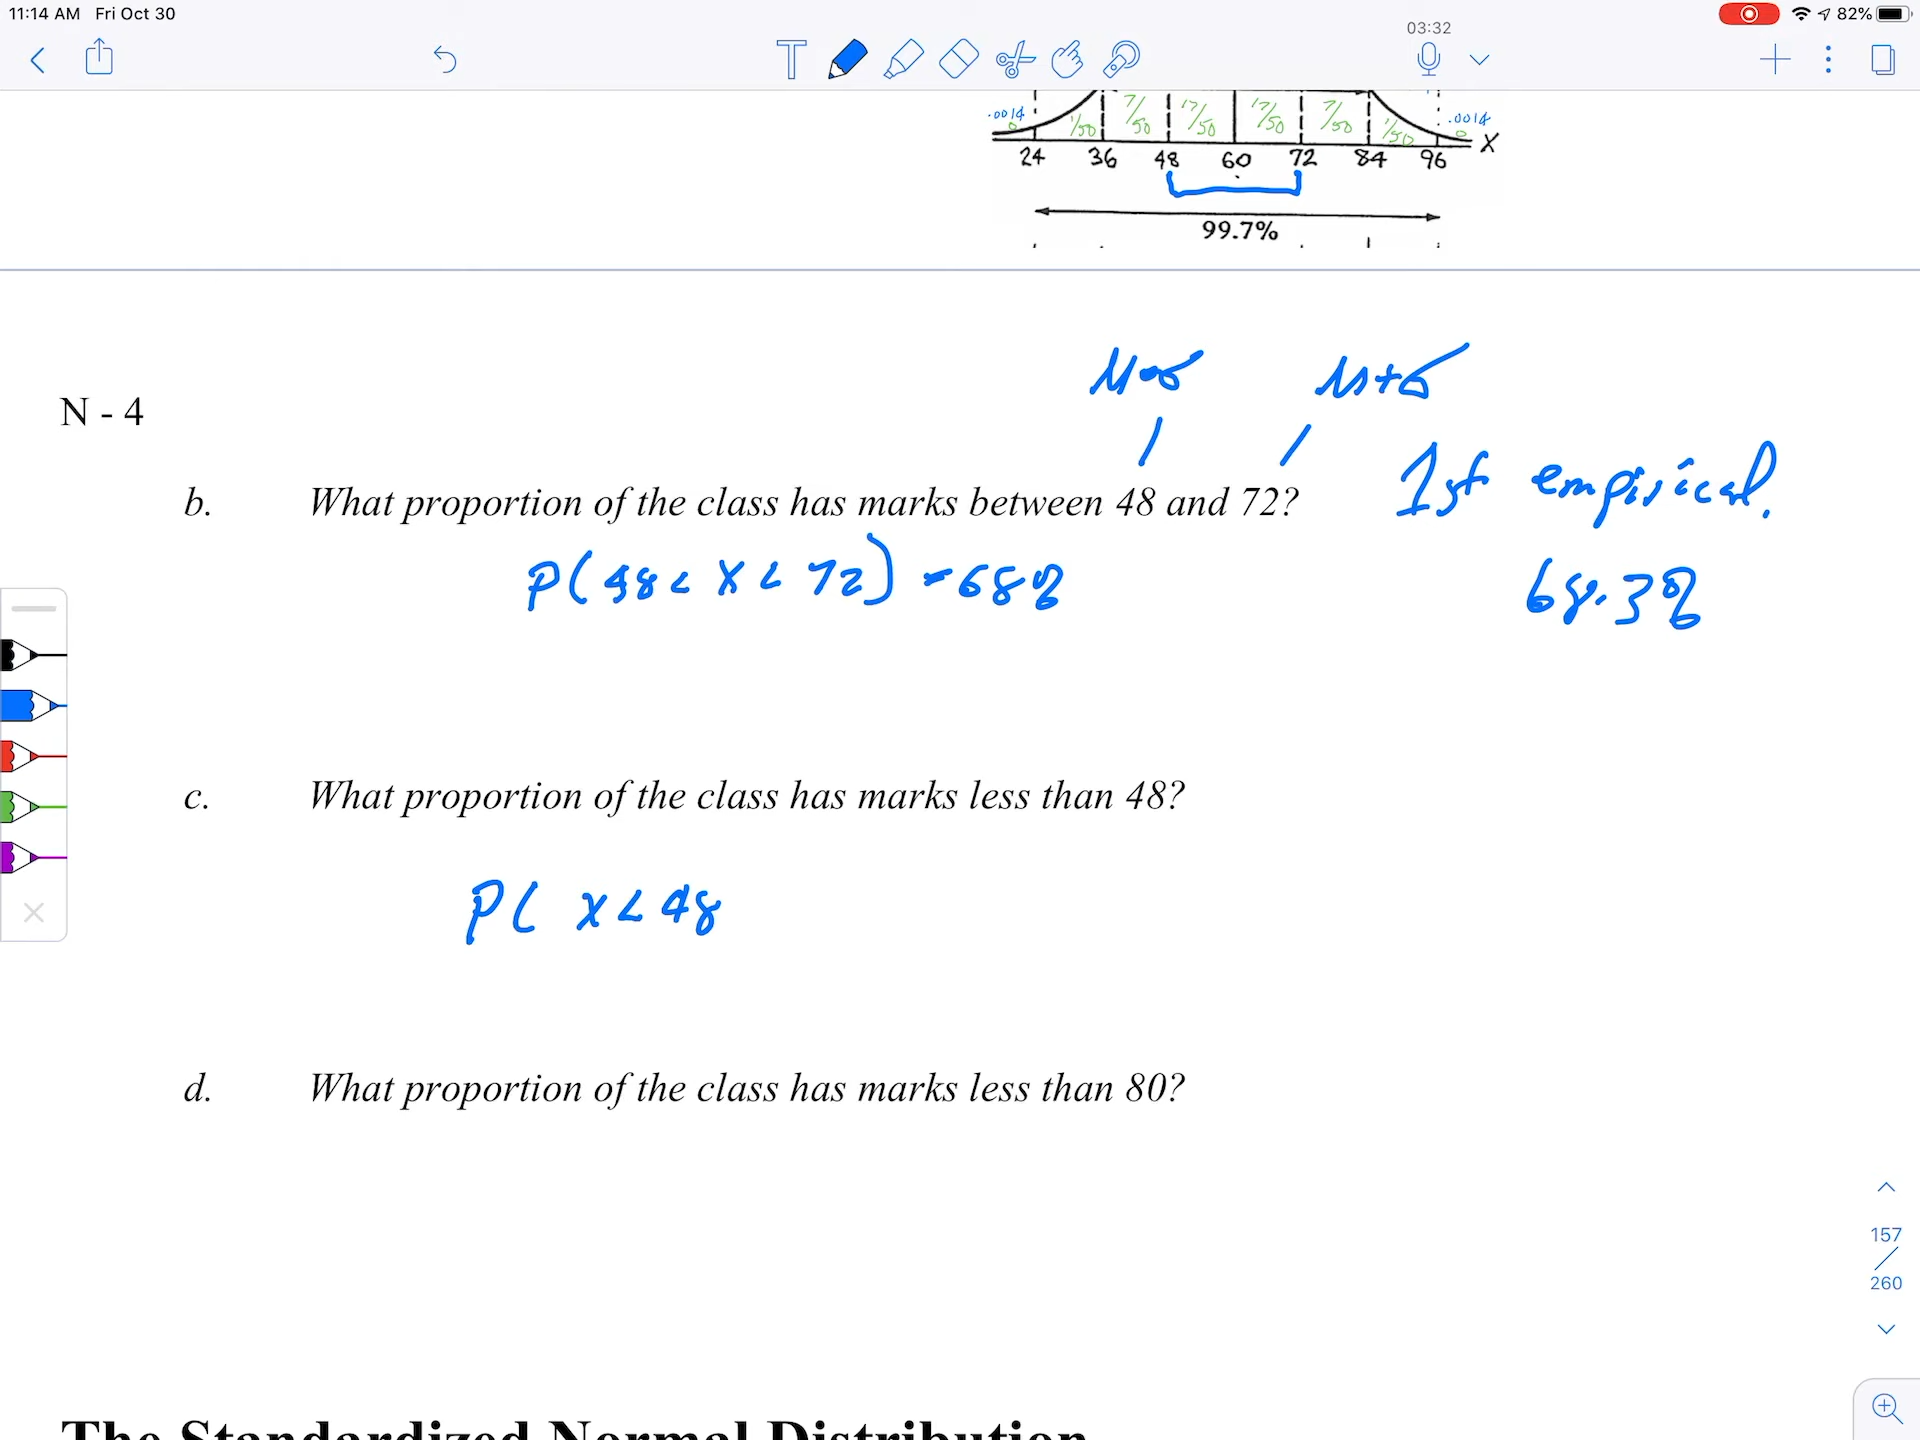 11:14 AM Fri Oct 30
82%
03:32
.0014 0 1/50 7/50 17/50 17/50 7/50 1/50 0 .0014
24 36 48 60 72 84 96 X
99.7%
μ-σ μ+σ
N - 4
1st empirical.
b. What proportion of the class has marks between 48 and 72?
P( 48 < X < 72 ) = 68%
68.3%
c. What proportion of the class has marks less than 48?
P( X < 48
d. What proportion of the class has marks less than 80?
157
260
The Standardized Normal Distribution